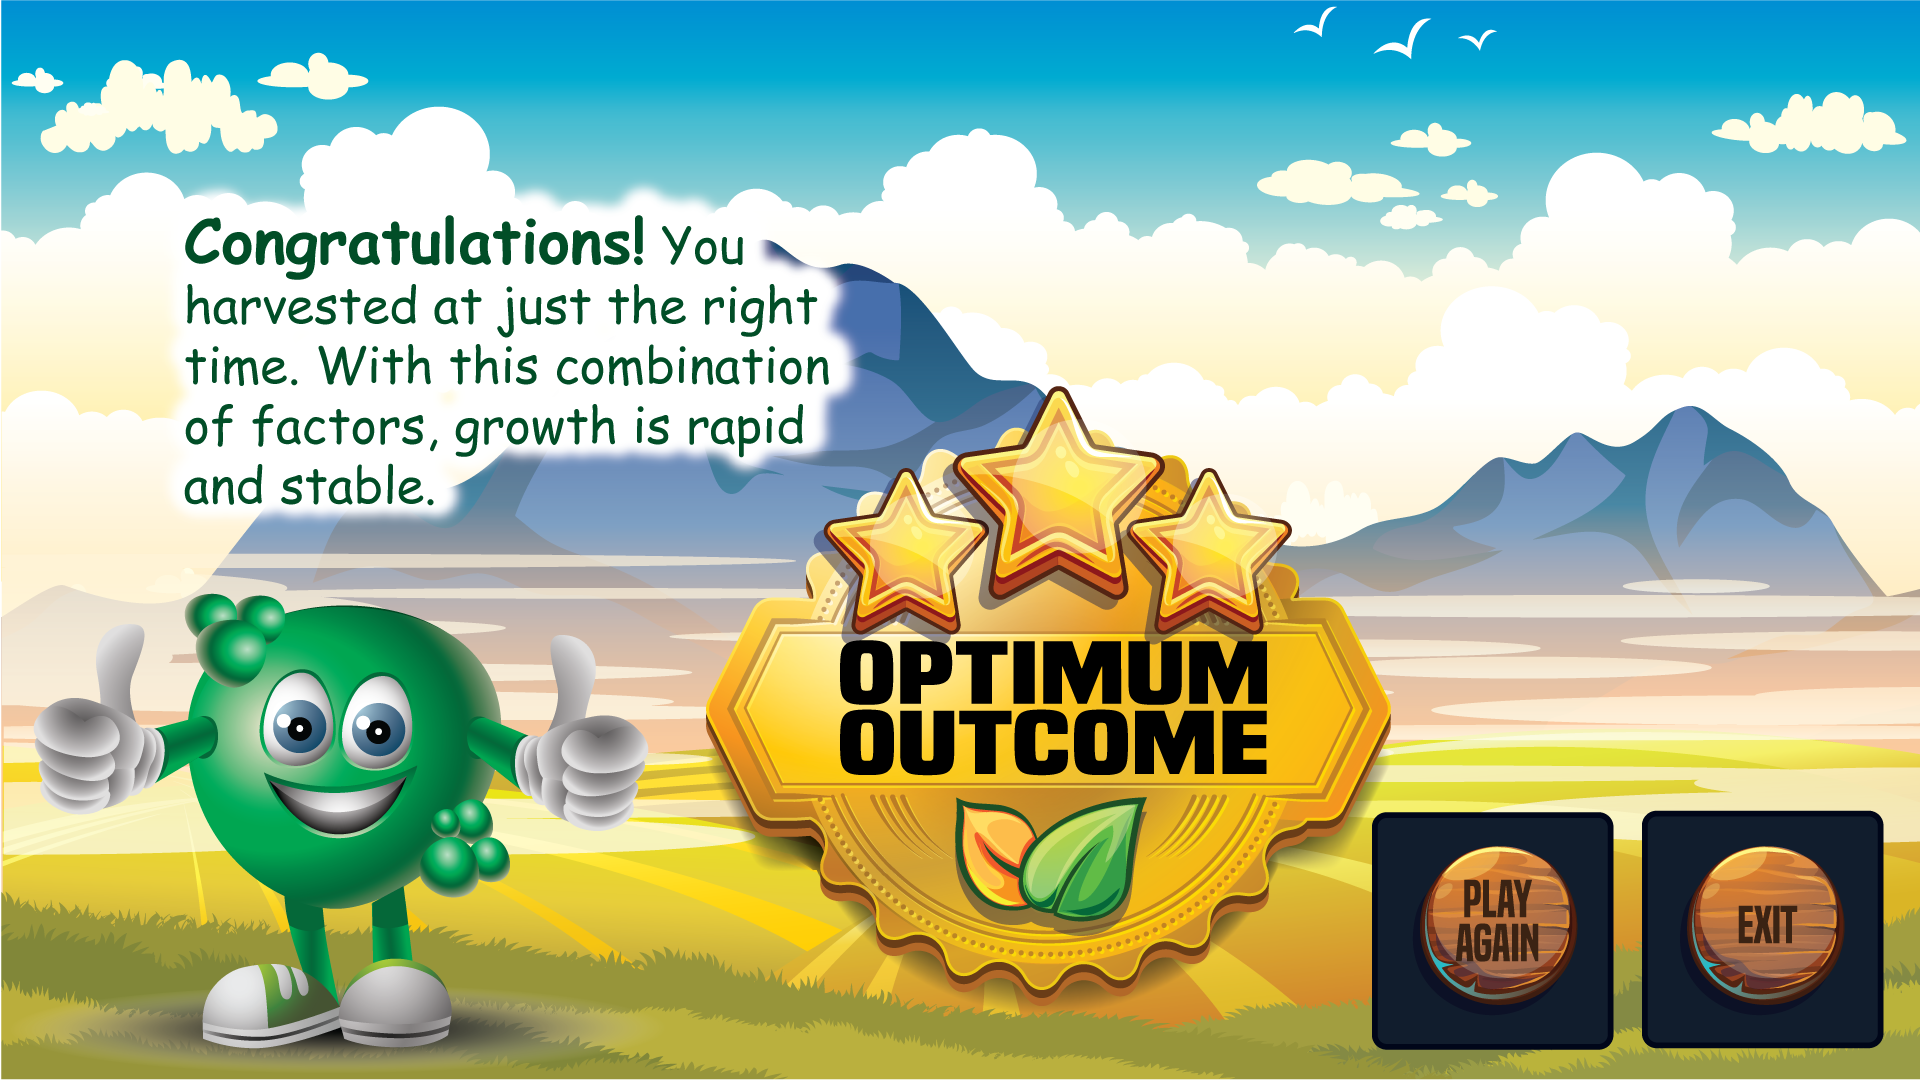 Congratulations! You
harvested at just the right
time. With this combination
of factors, growth is rapid
and stable.
OPTIMUM
OUTCOME
PLAY
AGAIN
EXIT